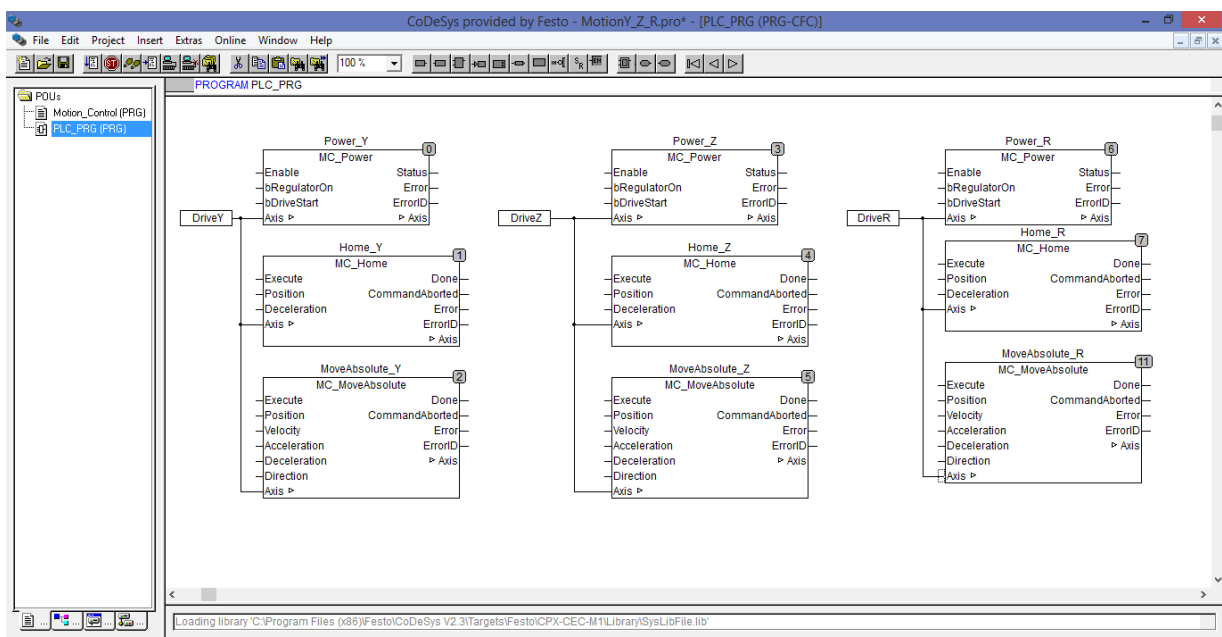 CoDeSys provided by Festo - MotionY_Z_R.pro* - [PLC_PRG (PRG-CFC)]
File Edit Project Insert Extras Online Window Help
100 %
POUs
Motion_Control (PRG)
PLC_PRG (PRG)
PROGRAM PLC_PRG
Power_Y
0
MC_Power
Enable Status
bRegulatorOn Error
bDriveStart ErrorID
DriveY Axis Axis
Home_Y
1
MC_Home
Execute Done
Position CommandAborted
Deceleration Error
Axis ErrorID
Axis
MoveAbsolute_Y
2
MC_MoveAbsolute
Execute Done
Position CommandAborted
Velocity Error
Acceleration ErrorID
Deceleration Axis
Direction
Axis
Power_Z
3
MC_Power
Enable Status
bRegulatorOn Error
bDriveStart ErrorID
DriveZ Axis Axis
Home_Z
4
MC_Home
Execute Done
Position CommandAborted
Deceleration Error
Axis ErrorID
Axis
MoveAbsolute_Z
5
MC_MoveAbsolute
Execute Done
Position CommandAborted
Velocity Error
Acceleration ErrorID
Deceleration Axis
Direction
Axis
Power_R
6
MC_Power
Enable Status
bRegulatorOn Error
bDriveStart ErrorID
DriveR Axis Axis
Home_R
7
MC_Home
Execute Done
Position CommandAborted
Deceleration Error
Axis ErrorID
Axis
MoveAbsolute_R
11
MC_MoveAbsolute
Execute Done
Position CommandAborted
Velocity Error
Acceleration ErrorID
Deceleration Axis
Direction
Axis
Loading library 'C:\Program Files (x86)\Festo\CoDeSys V2.3\Targets\Festo\CPX-CEC-M1\Library\SysLibFile.lib'